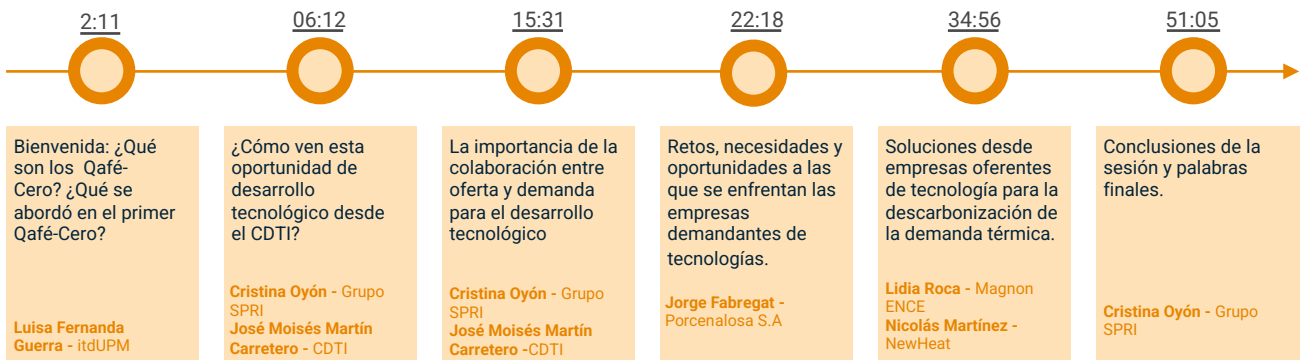 2:11
06:12
15:31
22:18
34:56
51:05
Bienvenida: ¿Qué
son los Qafé-
Cero? ¿Qué se
abordó en el primer
Qafé-Cero?
Luisa Fernanda
Guerra - itdUPM
¿Cómo ven esta
oportunidad de
desarrollo
tecnológico desde
el CDTI?
Cristina Oyón - Grupo
SPRI
José Moisés Martín
Carretero - CDTI
La importancia de la
colaboración entre
oferta y demanda
para el desarrollo
tecnológico
Cristina Oyón - Grupo
SPRI
José Moisés Martín
Carretero -CDTI
Retos, necesidades y
oportunidades a las
que se enfrentan las
empresas
demandantes de
tecnologías.
Jorge Fabregat -
Porcenalosa S.A
Soluciones desde
empresas oferentes
de tecnología para la
descarbonización de
la demanda térmica.
Lidia Roca - Magnon
ENCE
Nicolás Martínez -
NewHeat
Conclusiones de la
sesión y palabras
finales.
Cristina Oyón - Grupo
SPRI